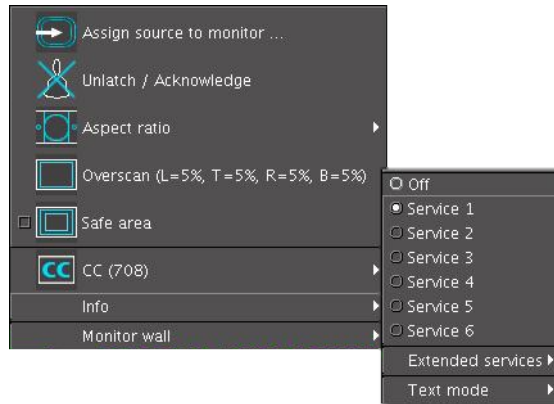 Assign source to monitor ...
Unlatch / Acknowledge
Aspect ratio
Overscan (L=5%, T=5%, R=5%, B=5%)
Safe area
CC CC (708)
Info
Monitor wall
Off
Service 1
Service 2
Service 3
Service 4
Service 5
Service 6
Extended services
Text mode